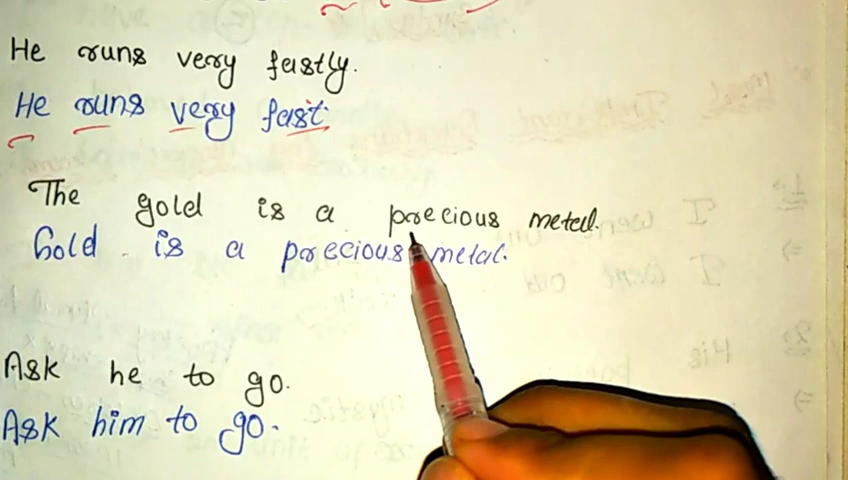 He runs very fastly.
He runs very fast.
The gold is a precious metal.
Gold is a precious metal.
Ask he to go.
Ask him to go.